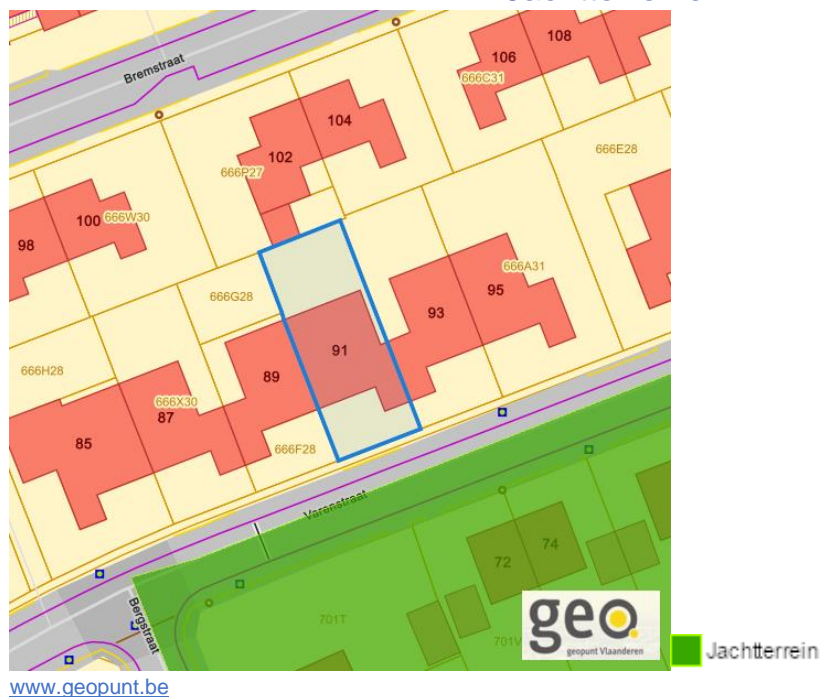 Bremstraat
106
108
666C31
104
102
666P27
666E28
100
666W30
98
666A31
95
93
666G28
91
89
666H28
666X30
87
85
666F28
Varenstraat
72
74
Bergstraat
701T
701V
geo.
geopunt Vlaanderen
Jachtterrein
www.geopunt.be